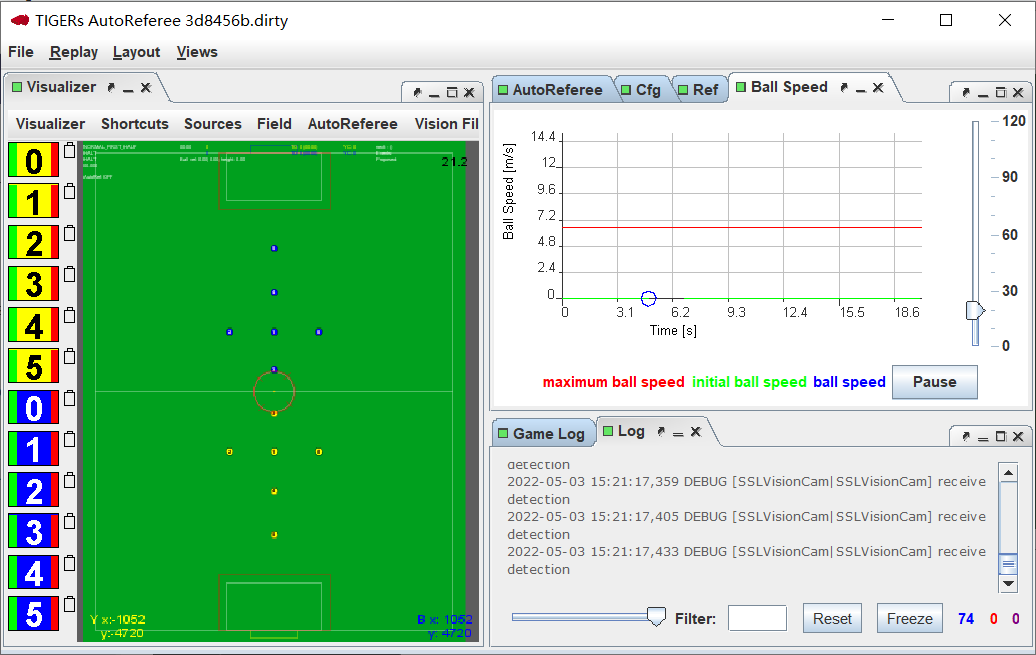 TIGERs AutoReferee 3d8456b.dirty
File Replay Layout Views
Visualizer
Visualizer Shortcuts Sources Field AutoReferee Vision Fil
0
1
2
3
4
5
0
1
2
3
4
5
21.2
Y x:-1052
y:-4720
B x: 1052
y: 4720
AutoReferee Cfg Ref Ball Speed
Ball Speed [m/s]
14.4
12
9.6
7.2
4.8
2.4
0
0 3.1 6.2 9.3 12.4 15.5 18.6
Time [s]
120
90
60
30
0
maximum ball speed initial ball speed ball speed Pause
Game Log Log
detection
2022-05-03 15:21:17,359 DEBUG [SSLVisionCam|SSLVisionCam] receive
detection
2022-05-03 15:21:17,405 DEBUG [SSLVisionCam|SSLVisionCam] receive
detection
2022-05-03 15:21:17,433 DEBUG [SSLVisionCam|SSLVisionCam] receive
detection
Filter: Reset Freeze 74 0 0